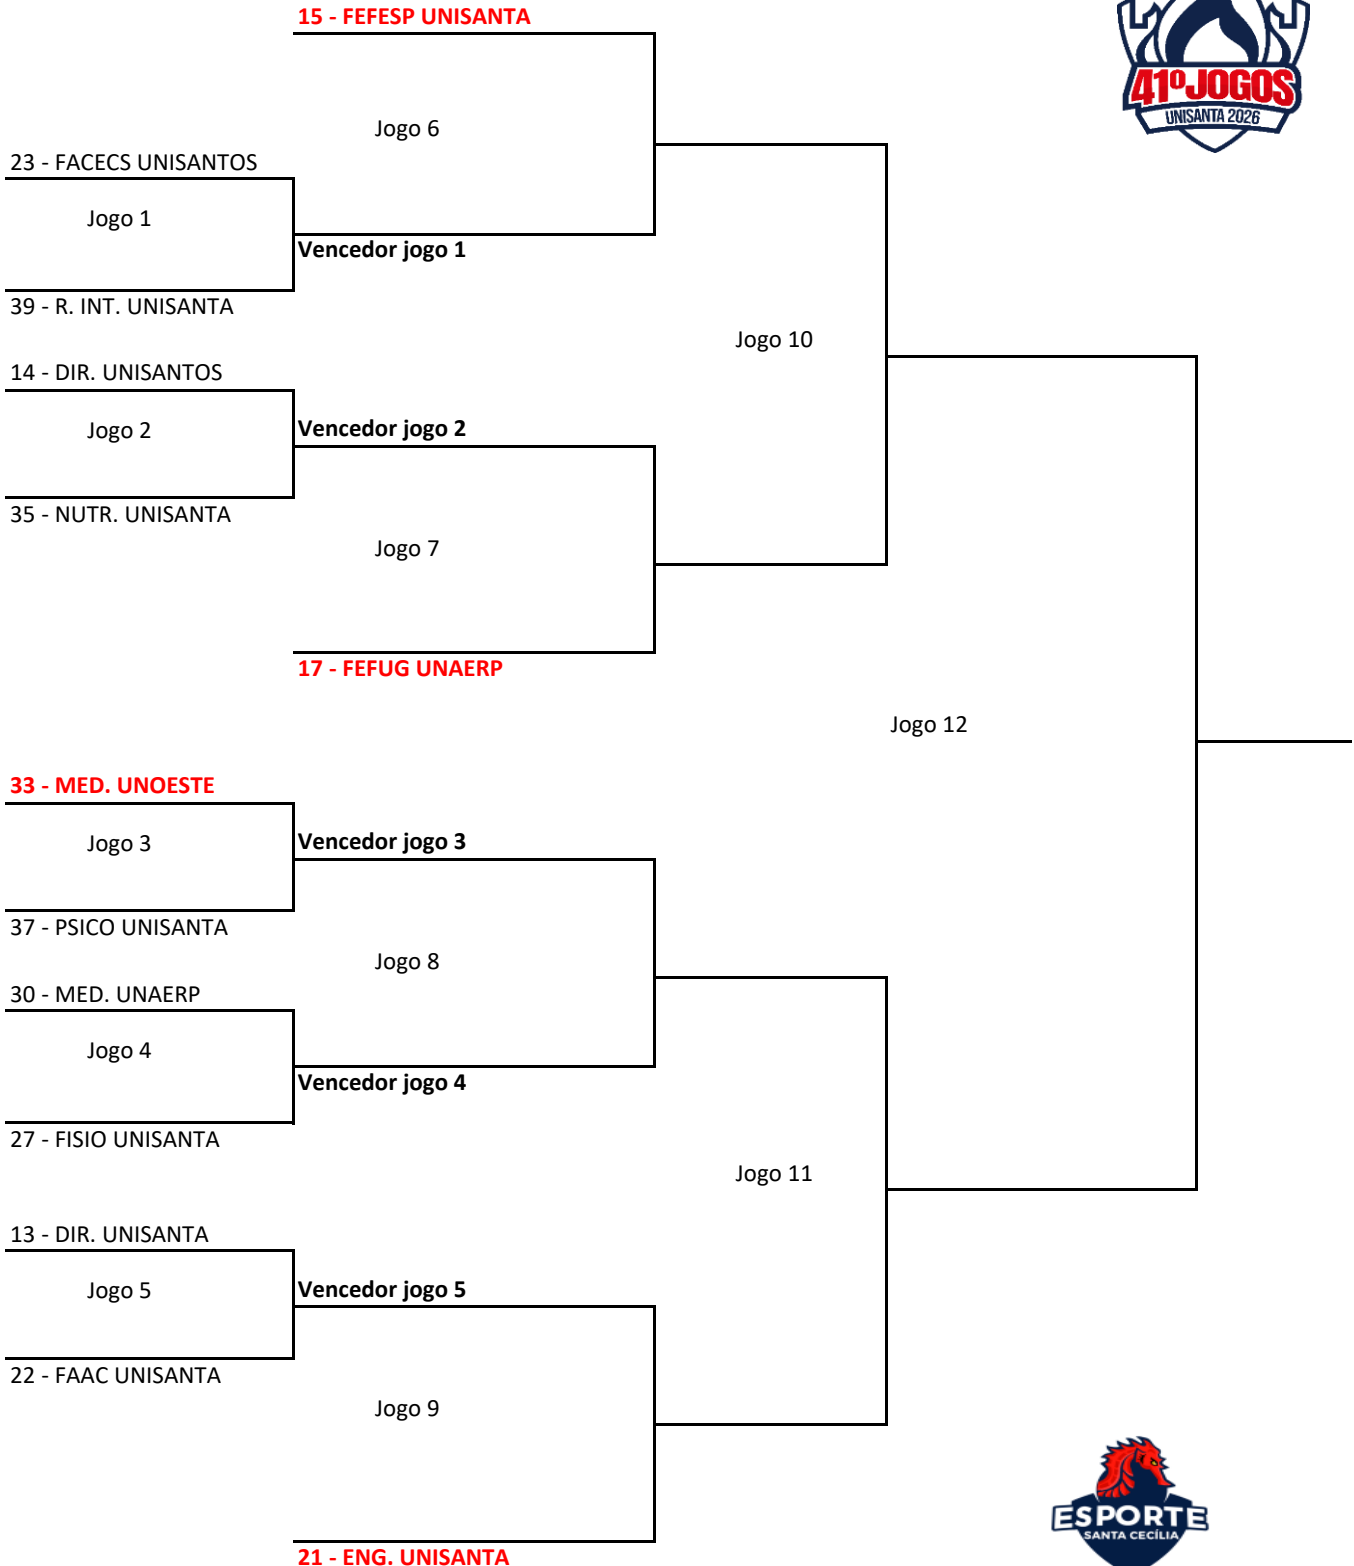 15 - FEFESP UNISANTA
41º JOGOS
UNISANTA 2026
Jogo 6
23 - FACECS UNISANTOS
Jogo 1
Vencedor jogo 1
39 - R. INT. UNISANTA
Jogo 10
14 - DIR. UNISANTOS
Jogo 2
Vencedor jogo 2
35 - NUTR. UNISANTA
Jogo 7
17 - FEFUG UNAERP
Jogo 12
33 - MED. UNOESTE
Jogo 3
Vencedor jogo 3
37 - PSICO UNISANTA
Jogo 8
30 - MED. UNAERP
Jogo 4
Vencedor jogo 4
27 - FISIO UNISANTA
Jogo 11
13 - DIR. UNISANTA
Jogo 5
Vencedor jogo 5
22 - FAAC UNISANTA
Jogo 9
ESPORTE
SANTA CECÍLIA
21 - ENG. UNISANTA